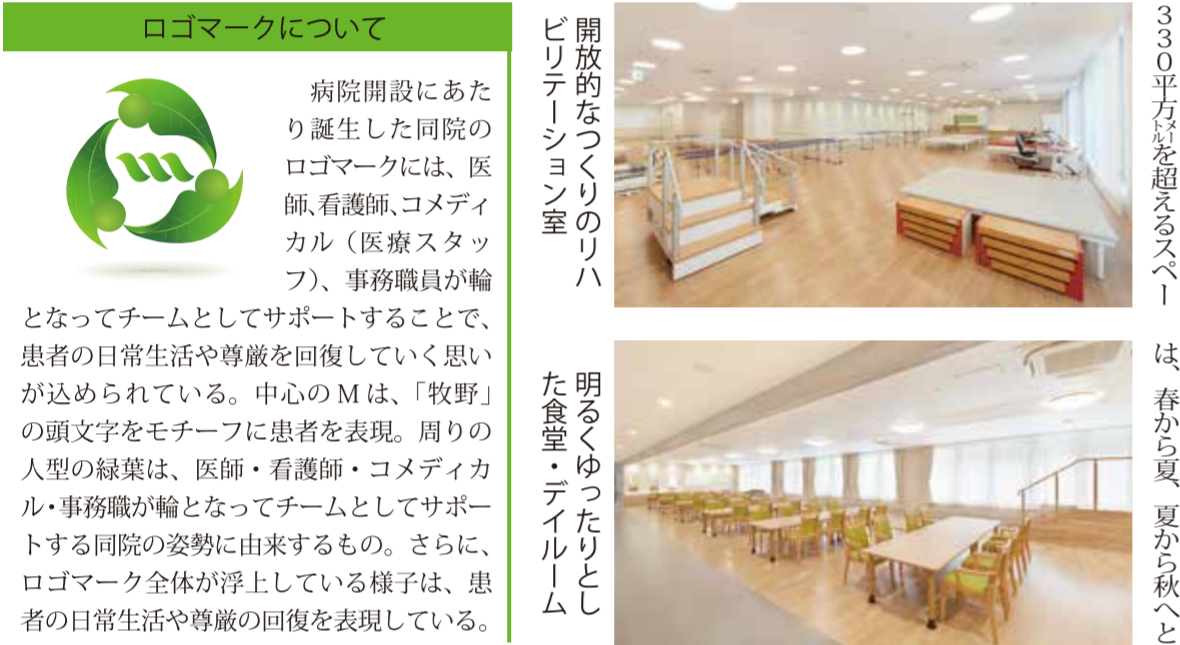 330平方メートルを超えるスペー
開放的なつくりのリハ
ビリテーション室
は、春から夏、夏から秋へと
明るくゆったりとし
た食堂・デイルーム
ロゴマークについて
病院開設にあた
り誕生した同院の
ロゴマークには、医
師、看護師、コメディ
カル（医療スタッ
フ）、事務職員が輪
となってチームとしてサポートすることで、
患者の日常生活や尊厳を回復していく思い
が込められている。中心のMは、「牧野」
の頭文字をモチーフに患者を表現。周りの
人型の緑葉は、医師・看護師・コメディカ
ル・事務職が輪となってチームとしてサポー
トする同院の姿勢に由来するもの。さらに、
ロゴマーク全体が浮上している様子は、患
者の日常生活や尊厳の回復を表現している。